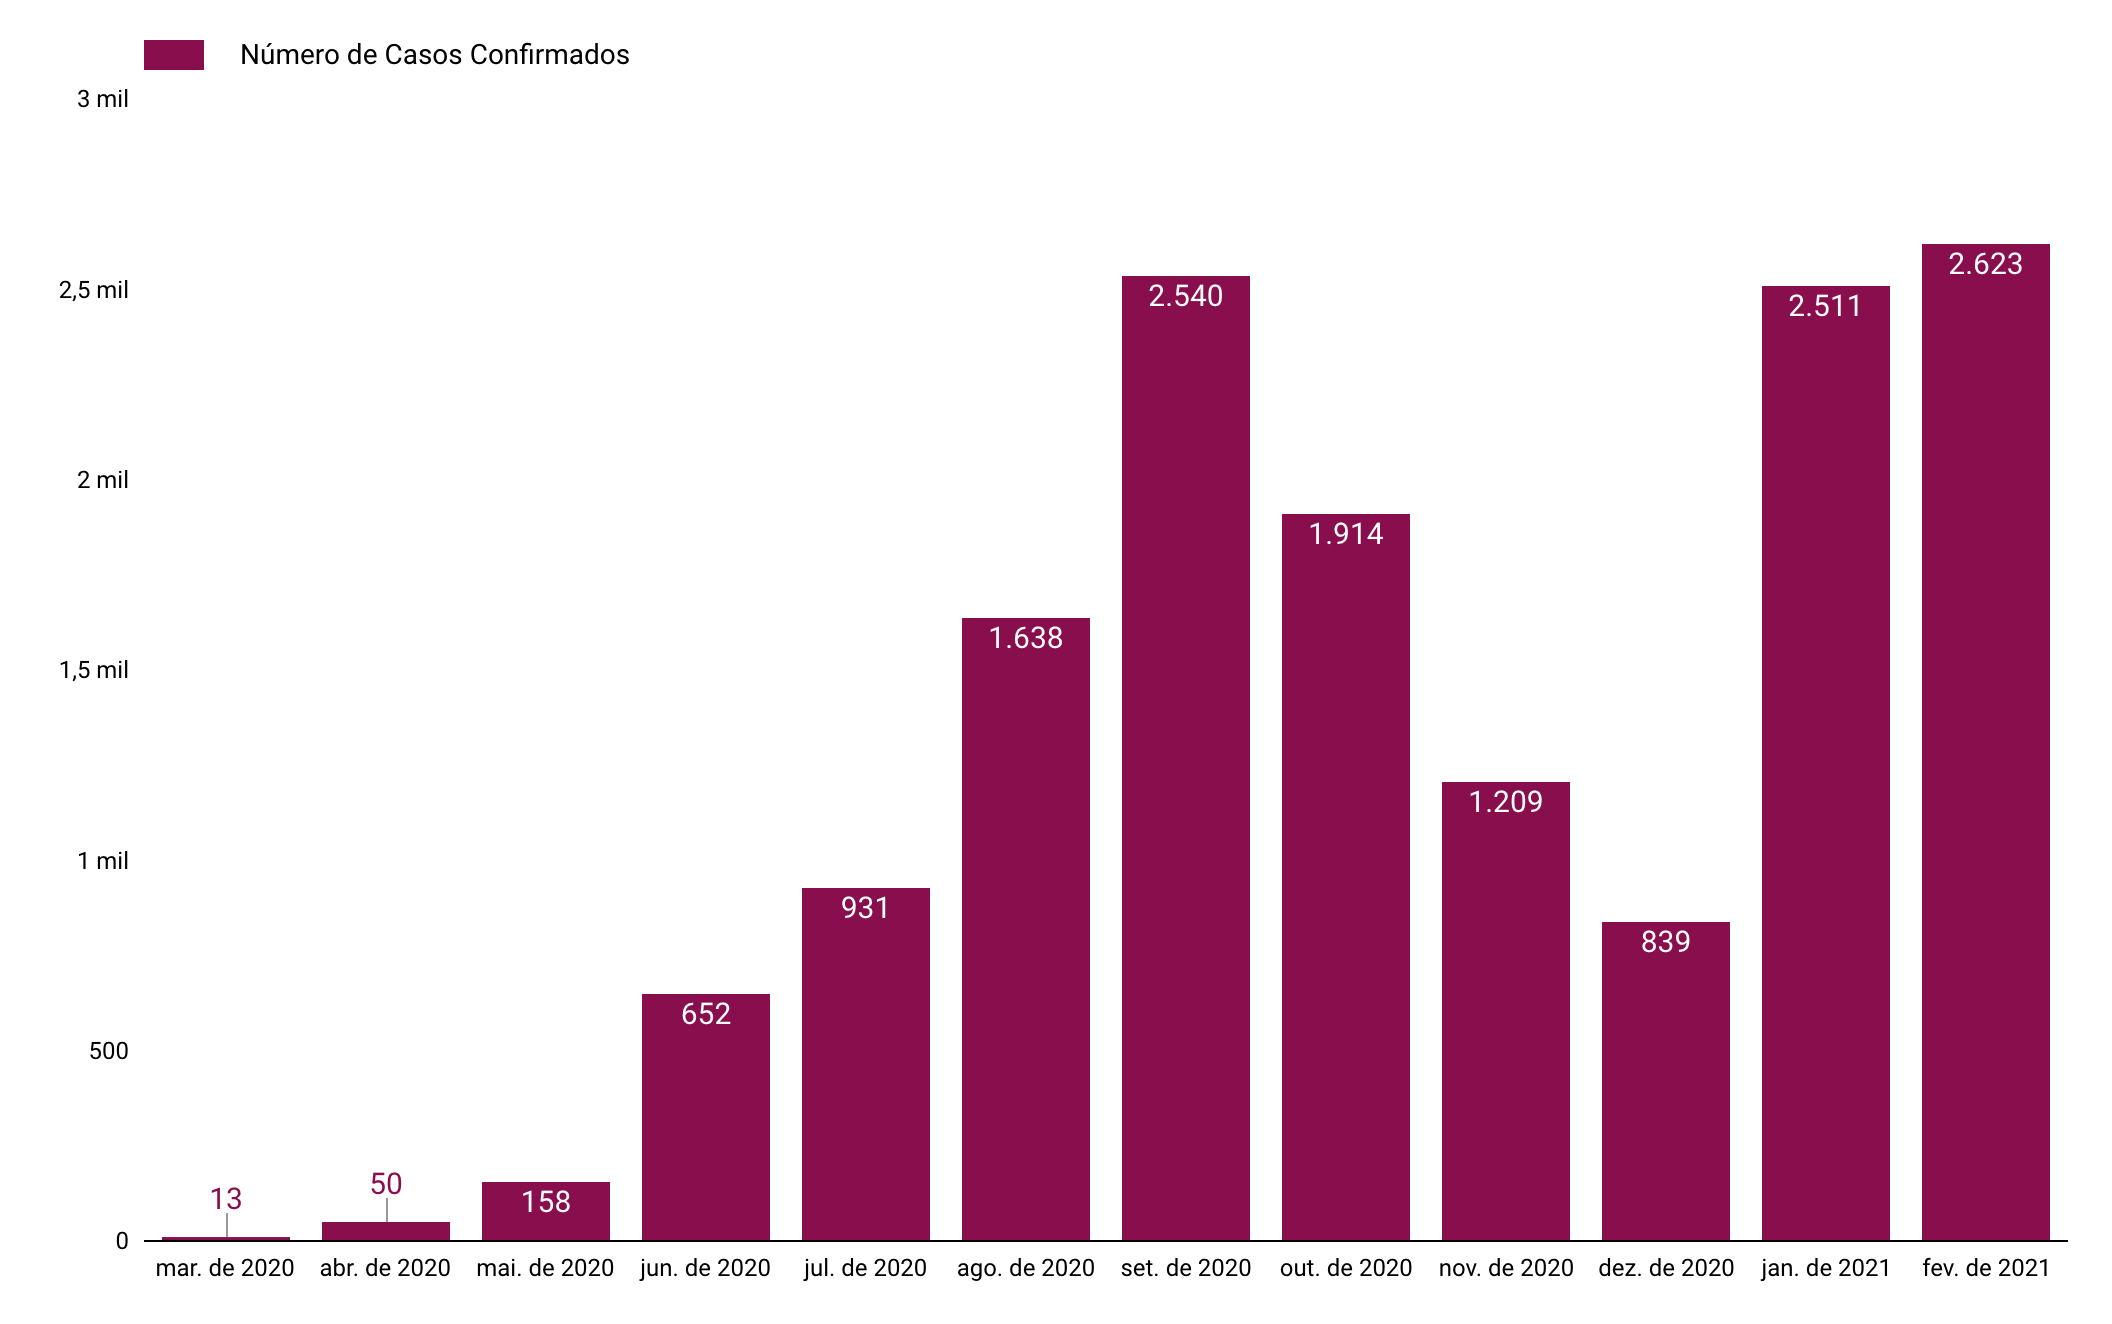 Número de Casos Confirmados
3 mil
2,5 mil
2 mil
1,5 mil
1 mil
500
0
13
50
158
652
931
1.638
2.540
1.914
1.209
839
2.511
2.623
mar. de 2020
abr. de 2020
mai. de 2020
jun. de 2020
jul. de 2020
ago. de 2020
set. de 2020
out. de 2020
nov. de 2020
dez. de 2020
jan. de 2021
fev. de 2021